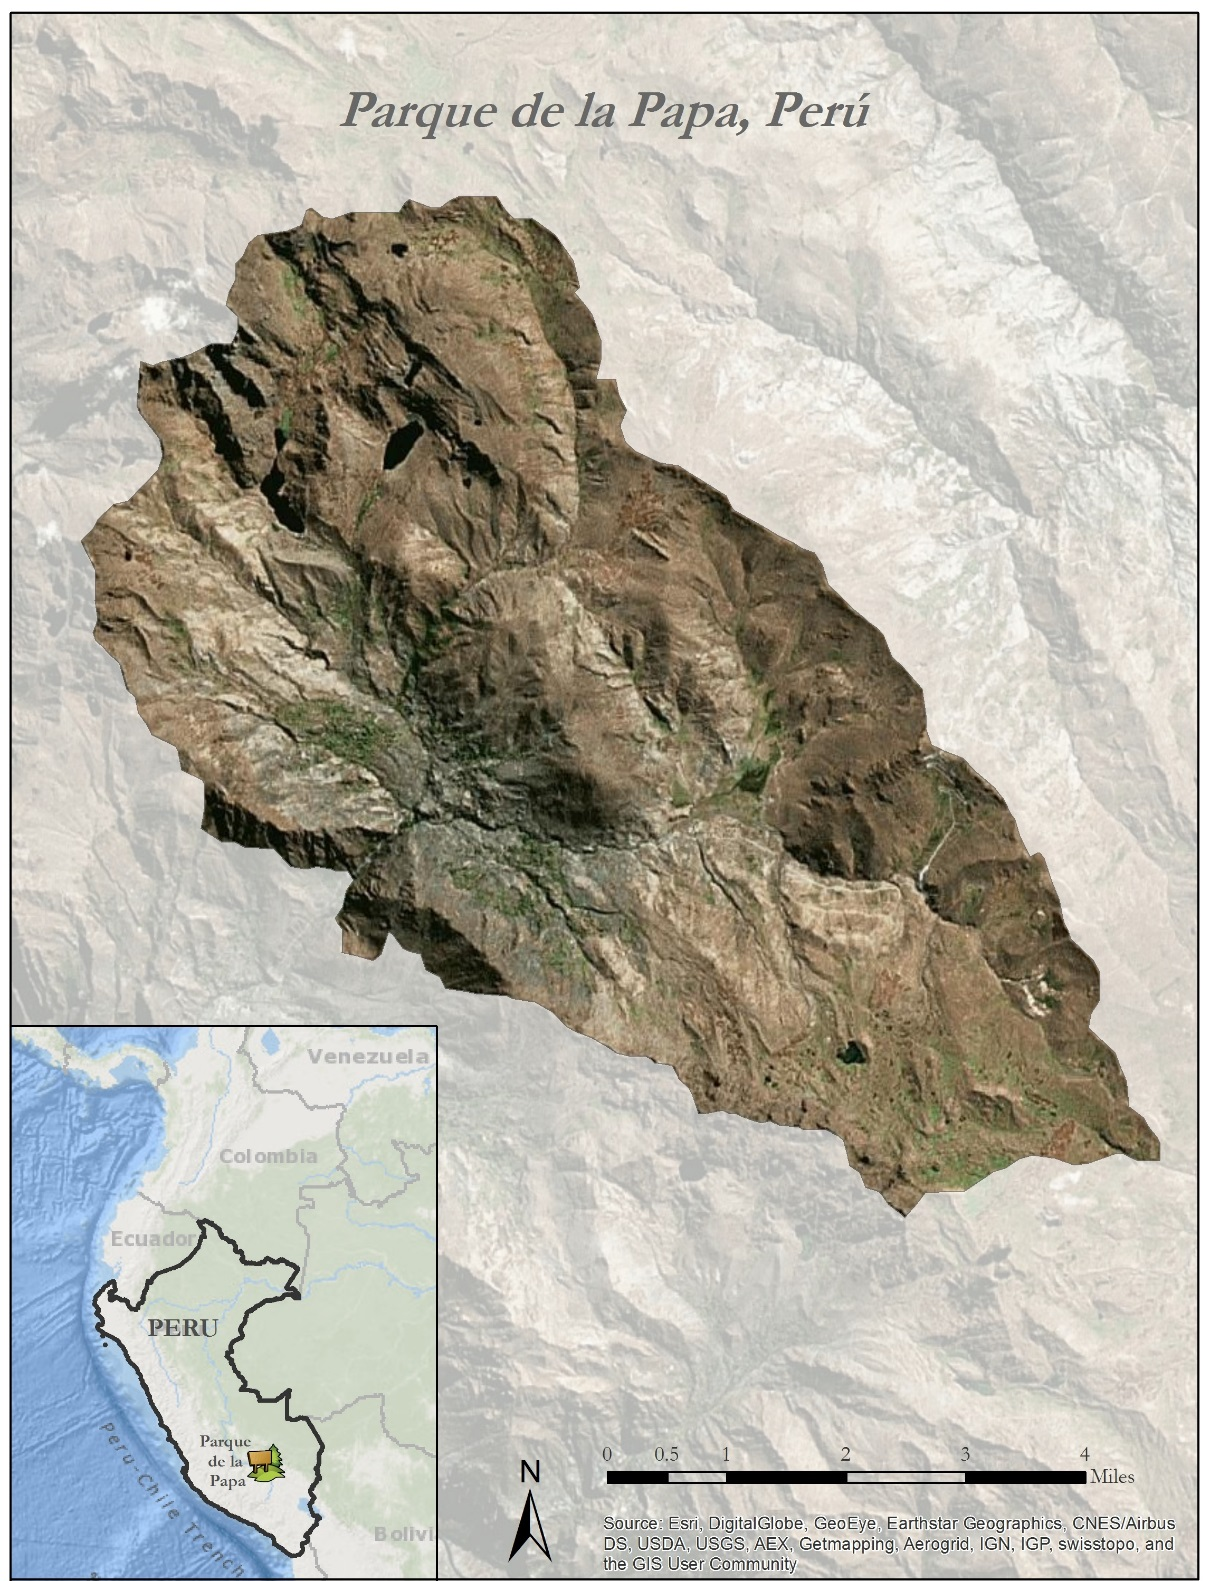 Parque de la Papa, Perú
Venezuela
Colombia
Ecuador
PERU
Parque
de la
Papa
Peru-Chile Trench
Bolivi
N
0 0.5 1 2 3 4
Miles
Source: Esri, DigitalGlobe, GeoEye, Earthstar Geographics, CNES/Airbus
DS, USDA, USGS, AEX, Getmapping, Aerogrid, IGN, IGP, swisstopo, and
the GIS User Community